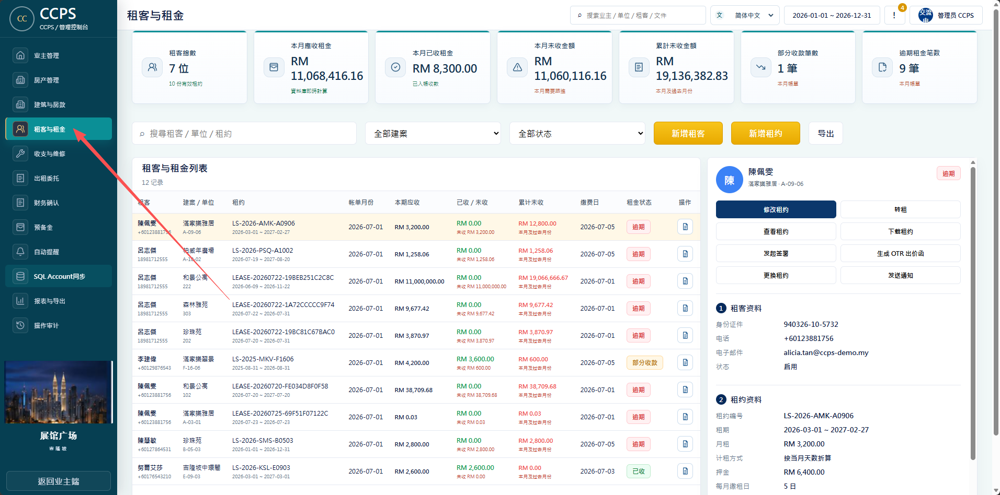 CC
CCPS
CCPS / 管理控制台
业主管理
房产管理
建筑与房款
租客与租金
收支与维修
出租委托
财务确认
预备金
自动提醒
SQL Account同步
报表与导出
操作审计
展馆广场
吉隆坡
返回业主端
租客与租金
搜索业主 / 单位 / 租客 / 文件
文 简体中文
2026-01-01 ~ 2026-12-31
! 4
交流电
管理员 CCPS
租客總數
7 位
10 份有效租約
本月應收租金
RM
11,068,416.16
資料庫即時計算
本月已收租金
RM 8,300.00
已入帳收款
本月未收金額
RM
11,060,116.16
本月需要跟進
累計未收金額
RM
19,136,382.83
本月及過去月份
部分收款筆數
1 筆
本月帳單
逾期租金笔数
9 筆
本月帳單
搜尋租客 / 單位 / 租約
全部建案
全部状态
新增租客
新增租约
导出
租客与租金列表
12 记录
租客 建案 / 单位 租约 帐单月份 本期应收 已收 / 未收 累计未收 缴费日 租金状态 操作
陳佩雯 滿家樂雅居 LS-2026-AMK-A0906 2026-07-01 RM 3,200.00 RM 0.00 RM 12,800.00 2026-07-05 逾期
+60123881756 A-09-06 2026-03-01 ~ 2027-02-27 未收 RM 3,200.00 本月及过去月份
呂志傑 柏威年廣場 LS-2026-PSQ-A1002 2026-07-01 RM 1,258.06 RM 0.00 RM 1,258.06 2026-07-05 逾期
18981712555 A-10-02 2026-07-19 ~ 2027-08-20 未收 RM 1,258.06 本月及过去月份
呂志傑 和景公寓 LEASE-20260722-19BEB251C2C8C 2026-07-01 RM 11,000,000.00 RM 0.00 RM 19,066,666.67 2026-07-01 逾期
18981712555 222 2026-06-09 ~ 2026-11-22 未收 RM 11,000,000.00 本月及过去月份
呂志傑 森林雅苑 LEASE-20260722-1A72CCCCC9F74 2026-07-01 RM 9,677.42 RM 0.00 RM 9,677.42 2026-07-01 逾期
18981712555 303 2026-07-22 ~ 2026-07-31 未收 RM 9,677.42 本月及过去月份
呂志傑 珍珠苑 LEASE-20260722-19BC81C67BAC0 2026-07-01 RM 3,870.97 RM 0.00 RM 3,870.97 2026-07-01 逾期
18981712555 202 2026-07-20 ~ 2026-07-31 未收 RM 3,870.97 本月及过去月份
李建偉 滿家樂翠景 LS-2025-MKV-F1606 2026-07-01 RM 4,200.00 RM 3,600.00 RM 600.00 2026-07-05 部分收款
+60129876543 F-16-06 2025-08-31 ~ 2026-08-31 未收 RM 600.00 本月及过去月份
陳佩雯 和景公寓 LEASE-20260720-FE034D8F0F58 2026-07-01 RM 38,709.68 RM 0.00 RM 38,709.68 2026-07-01 逾期
+60123881756 102 2026-07-20 ~ 2027-07-20 未收 RM 38,709.68 本月及过去月份
陳佩雯 滿家樂雅居 LEASE-20260725-69F51F07122C 2026-07-01 RM 0.03 RM 0.00 RM 0.03 2026-07-01 逾期
+60123881756 A-03-01 2026-07-23 ~ 2026-07-23 未收 RM 0.03 本月及过去月份
陳慧敏 珍珠苑 LS-2026-SMS-B0503 2026-07-01 RM 2,800.00 RM 0.00 RM 2,800.00 2026-07-05 逾期
+60127864531 B-05-03 2026-01-01 ~ 2026-12-31 未收 RM 2,800.00 本月及过去月份
努蕾艾莎 吉隆坡中環閣 LS-2026-KSL-E0903 2026-07-01 RM 2,600.00 RM 2,600.00 RM 0.00 2026-07-03 已收
+60176543210 E-09-03 2026-03-01 ~ 2027-03-01 未收 RM 0.00 本月及过去月份
陳
陳佩雯
滿家樂雅居 · A-09-06
逾期
修改租约 转租
查看租约 下载租约
发起签署 生成 OTR 出价函
更换租约 发送通知
1 租客资料
身份证件 940326-10-5732
电话 +60123881756
电子邮件 alicia.tan@ccps-demo.my
状态 启用
2 租约资料
租约编号 LS-2026-AMK-A0906
租期 2026-03-01 ~ 2027-02-27
月租 RM 3,200.00
计租方式 按当月天数折算
押金 RM 6,400.00
每月缴租日 5 日